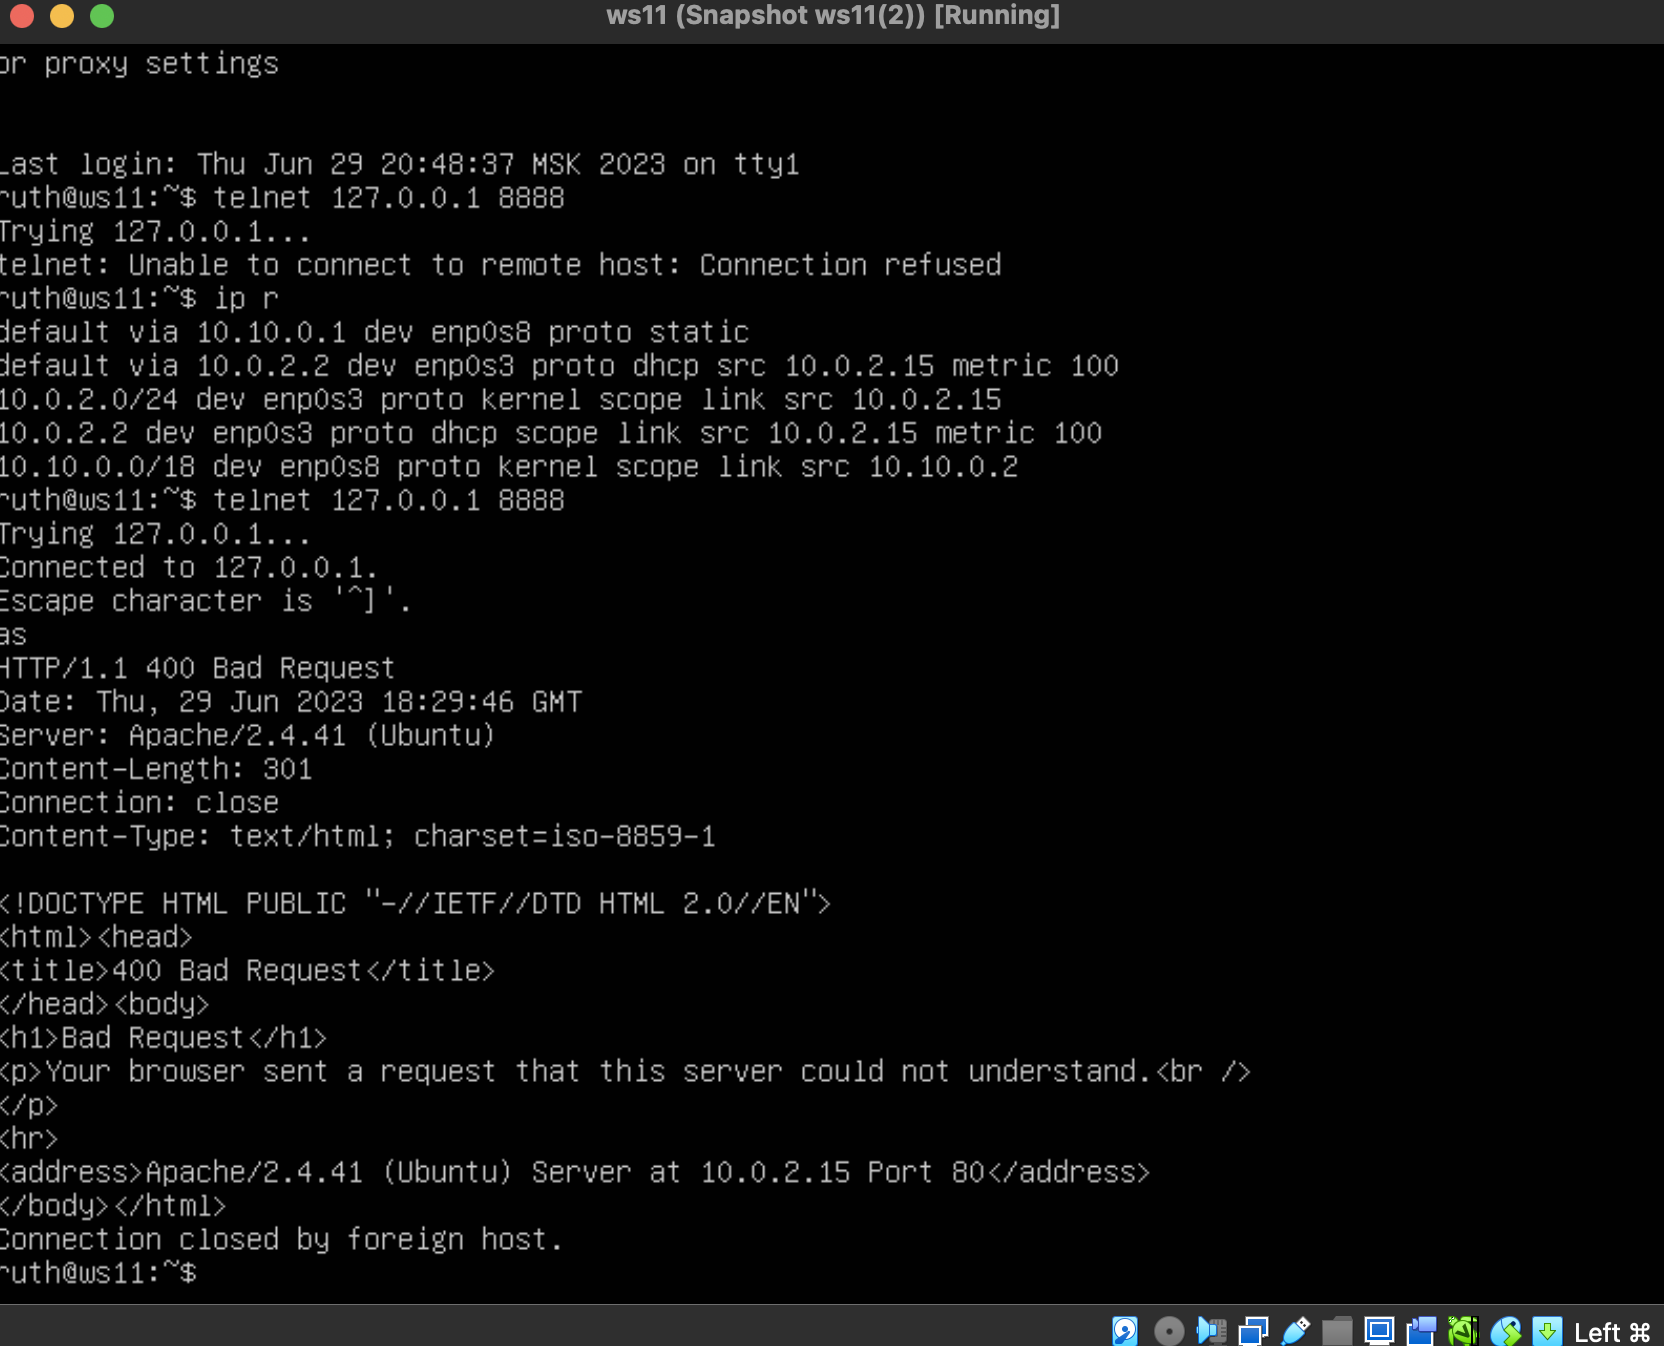 ws11 (Snapshot ws11(2)) [Running]
or proxy settings
Last login: Thu Jun 29 20:48:37 MSK 2023 on tty1
ruth@ws11:~$ telnet 127.0.0.1 8888
Trying 127.0.0.1...
telnet: Unable to connect to remote host: Connection refused
ruth@ws11:~$ ip r
default via 10.10.0.1 dev enp0s8 proto static
default via 10.0.2.2 dev enp0s3 proto dhcp src 10.0.2.15 metric 100
10.0.2.0/24 dev enp0s3 proto kernel scope link src 10.0.2.15
10.0.2.2 dev enp0s3 proto dhcp scope link src 10.0.2.15 metric 100
10.10.0.0/18 dev enp0s8 proto kernel scope link src 10.10.0.2
ruth@ws11:~$ telnet 127.0.0.1 8888
Trying 127.0.0.1...
Connected to 127.0.0.1.
Escape character is '^]'.
as
HTTP/1.1 400 Bad Request
Date: Thu, 29 Jun 2023 18:29:46 GMT
Server: Apache/2.4.41 (Ubuntu)
Content-Length: 301
Connection: close
Content-Type: text/html; charset=iso-8859-1
<!DOCTYPE HTML PUBLIC "-//IETF//DTD HTML 2.0//EN">
<html><head>
<title>400 Bad Request</title>
</head><body>
<h1>Bad Request</h1>
<p>Your browser sent a request that this server could not understand.<br />
</p>
<hr>
<address>Apache/2.4.41 (Ubuntu) Server at 10.0.2.15 Port 80</address>
</body></html>
Connection closed by foreign host.
ruth@ws11:~$
Left ⌘